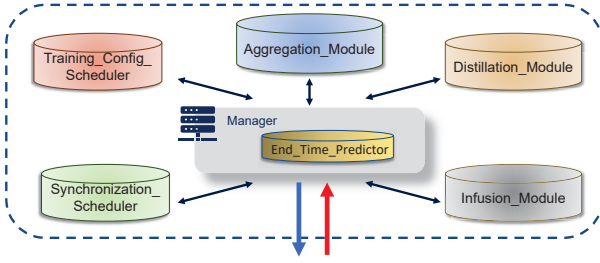 Training_Config_
Scheduler
Aggregation_Module
Distillation_Module
Manager
End_Time_Predictor
Synchronization_
Scheduler
Infusion_Module